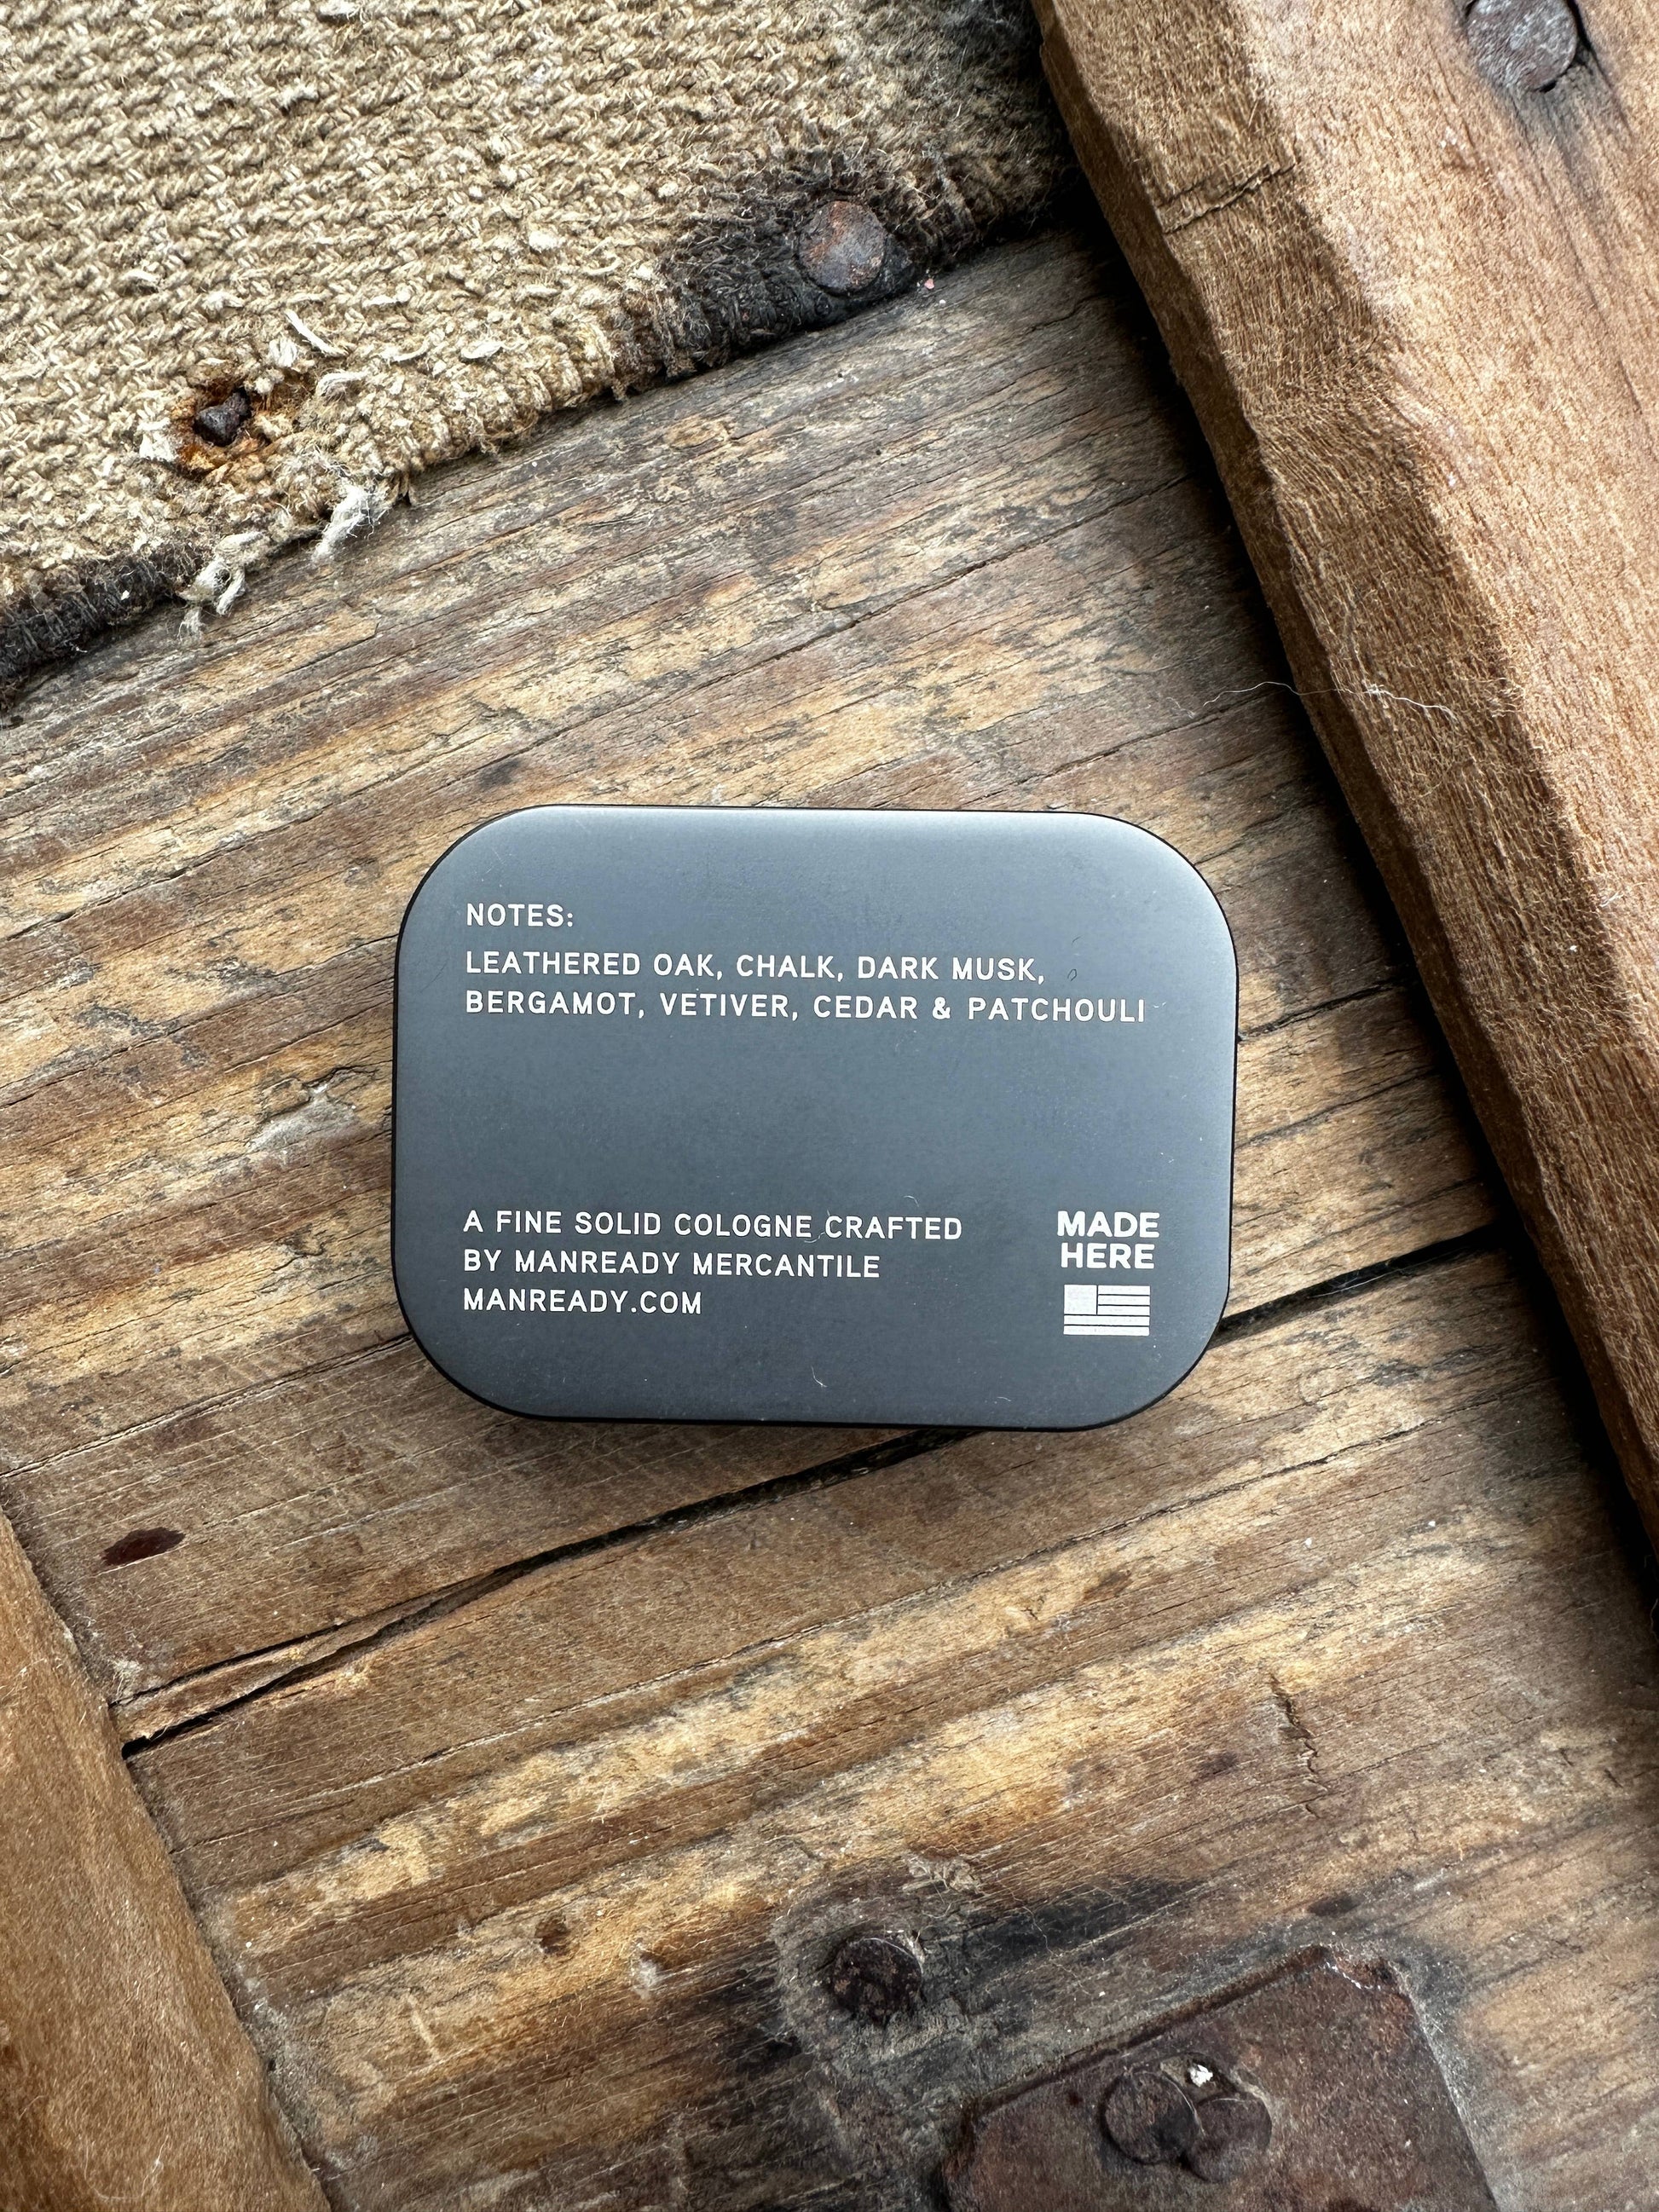 NOTES:
LEATHERED OAK, CHALK, DARK MUSK,
BERGAMOT, VETIVER, CEDAR & PATCHOULI
A FINE SOLID COLOGNE CRAFTED
BY MANREADY MERCANTILE
MANREADY.COM
MADE
HERE